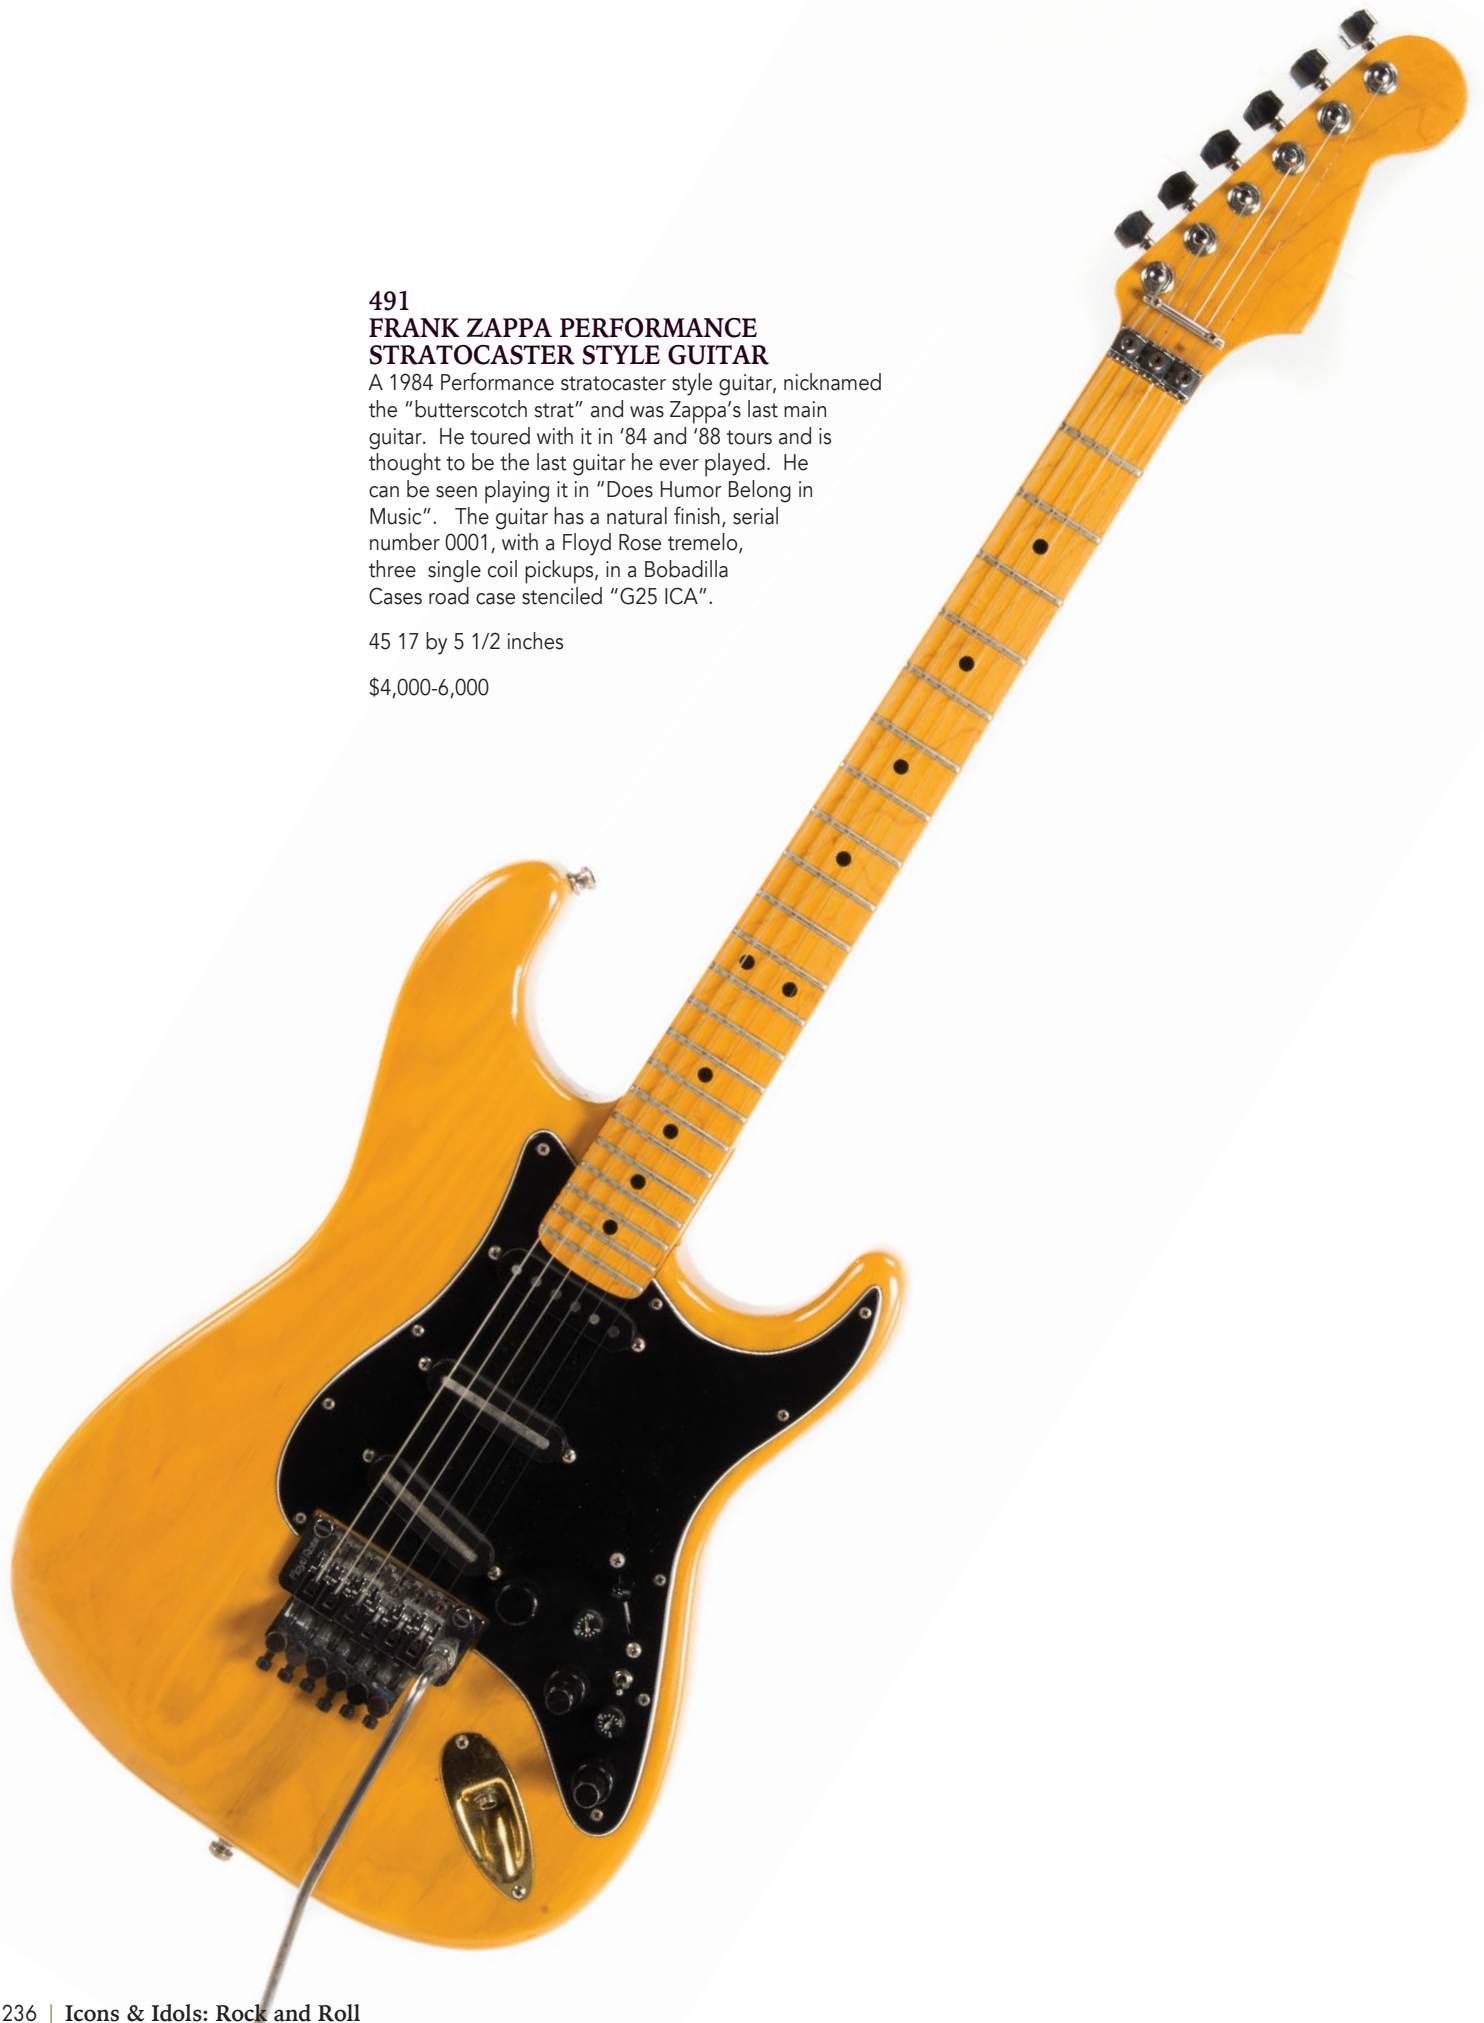 491
FRANK ZAPPA PERFORMANCE
STRATOCASTER STYLE GUITAR
A 1984 Performance stratocaster style guitar, nicknamed
the “butterscotch strat” and was Zappa’s last main
guitar.  He toured with it in ‘84 and ‘88 tours and is
thought to be the last guitar he ever played.  He
can be seen playing it in “Does Humor Belong in
Music”.   The guitar has a natural finish, serial
number 0001, with a Floyd Rose tremelo,
three  single coil pickups, in a Bobadilla
Cases road case stenciled “G25 ICA”.
45 17 by 5 1/2 inches
$4,000-6,000
Floyd Rose
236 | Icons & Idols: Rock and Roll